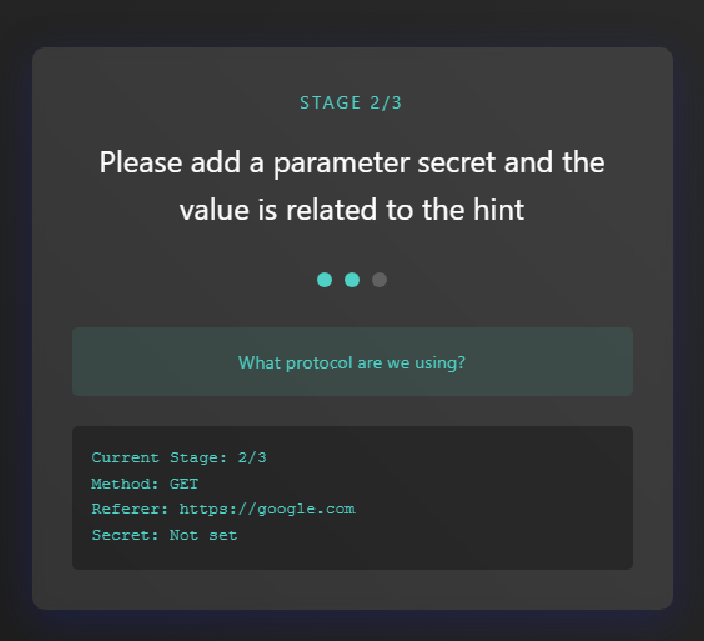 STAGE 2/3
Please add a parameter secret and the
value is related to the hint
What protocol are we using?
Current Stage: 2/3
Method: GET
Referer: https://google.com
Secret: Not set